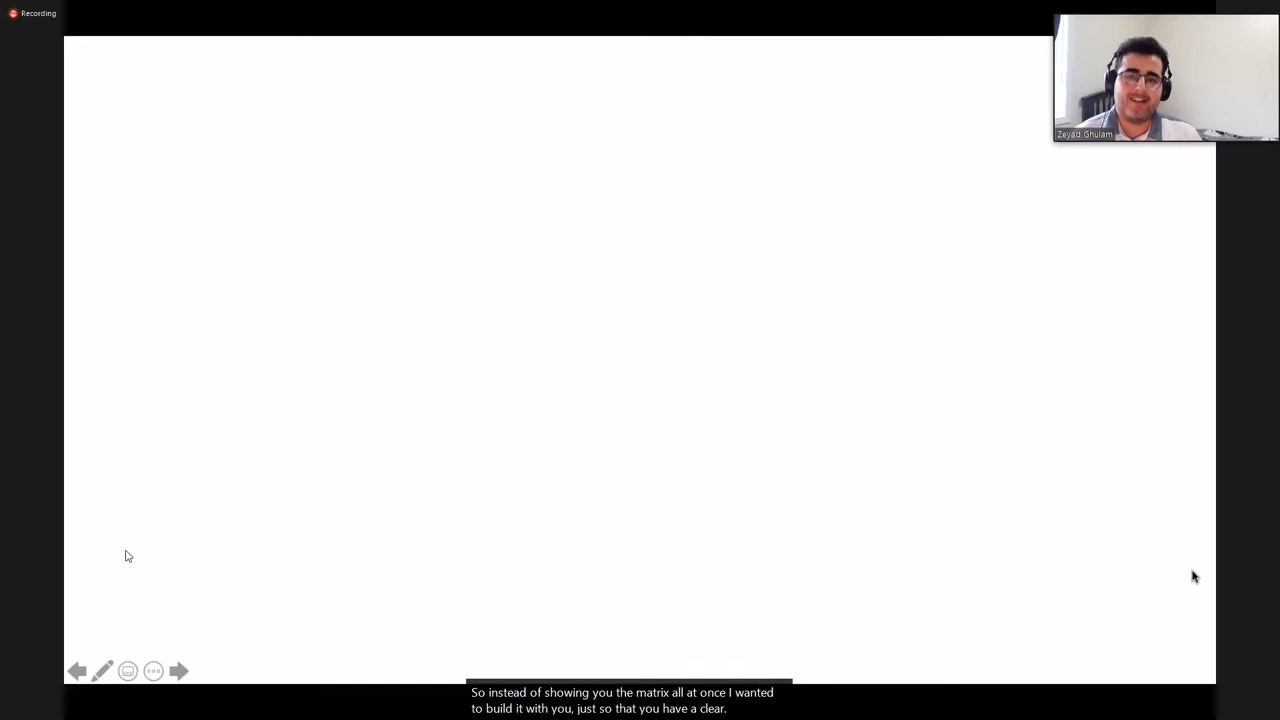 Recording
Zeyad Ghulam
So instead of showing you the matrix all at once I wanted
to build it with you, just so that you have a clear.